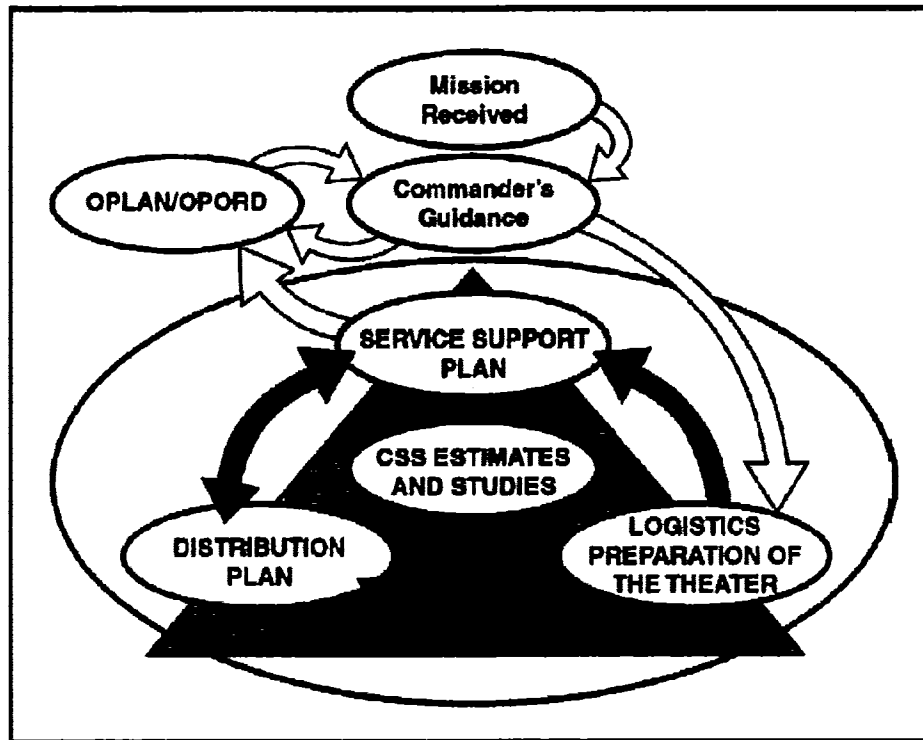 Mission
Received
OPLAN/OPORD
Commander's
Guidance
SERVICE SUPPORT
PLAN
CSS ESTIMATES
AND STUDIES
DISTRIBUTION
PLAN
LOGISTICS
PREPARATION OF
THE THEATER